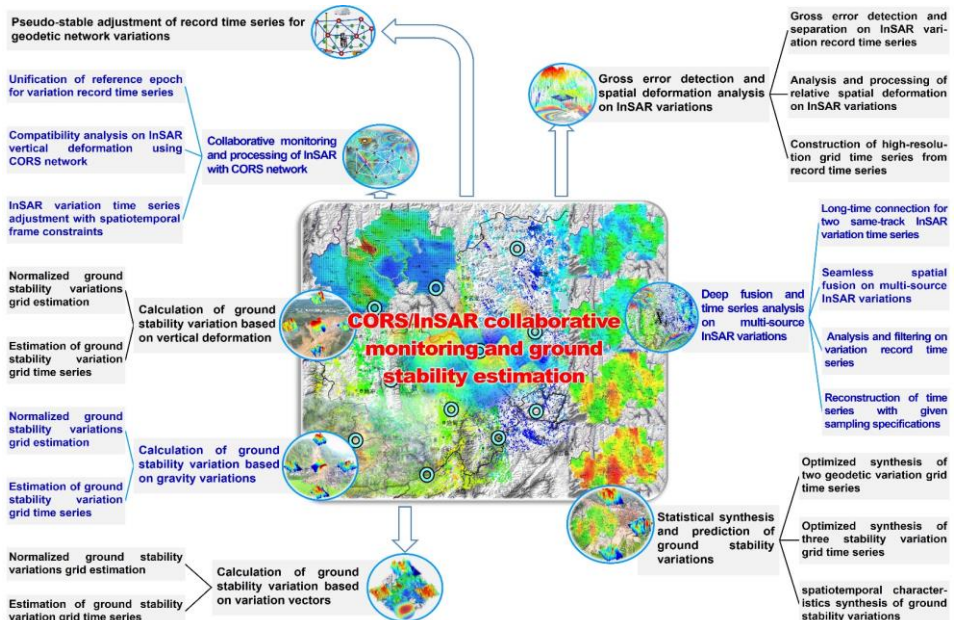 Pseudo-stable adjustment of record time series for
geodetic network variations
Unification of reference epoch
for variation record time series
Compatibility analysis on InSAR
vertical deformation using
CORS network
InSAR variation time series
adjustment with spatiotemporal
frame constraints
Collaborative monitoring
and processing of InSAR
with CORS network
Normalized ground
stability variations
grid estimation
Estimation of ground
stability variation
grid time series
Calculation of ground
stability variation based
on vertical deformation
Normalized ground
stability variations
grid estimation
Estimation of ground
stability variation
grid time series
Calculation of ground
stability variation based
on gravity variations
Normalized ground stability
variations grid estimation
Estimation of ground stability
variation grid time series
Calculation of ground
stability variation based
on variation vectors
CORS/InSAR collaborative
monitoring and ground
stability estimation
Gross error detection and
spatial deformation analysis
on InSAR variations
Gross error detection and
separation on InSAR vari-
ation record time series
Analysis and processing of
relative spatial deformation
on InSAR variations
Construction of high-resolu-
tion grid time series from
record time series
Deep fusion and
time series analysis
on multi-source
InSAR variations
Long-time connection for
two same-track InSAR
variation time series
Seamless spatial
fusion on multi-source
InSAR variations
Analysis and filtering on
variation record time
series
Reconstruction of time
series with given
sampling specifications
Statistical synthesis
and prediction of
ground stability
variations
Optimized synthesis of
two geodetic variation grid
time series
Optimized synthesis of
three stability variation
grid time series
spatiotemporal character-
istics synthesis of ground
stability variations